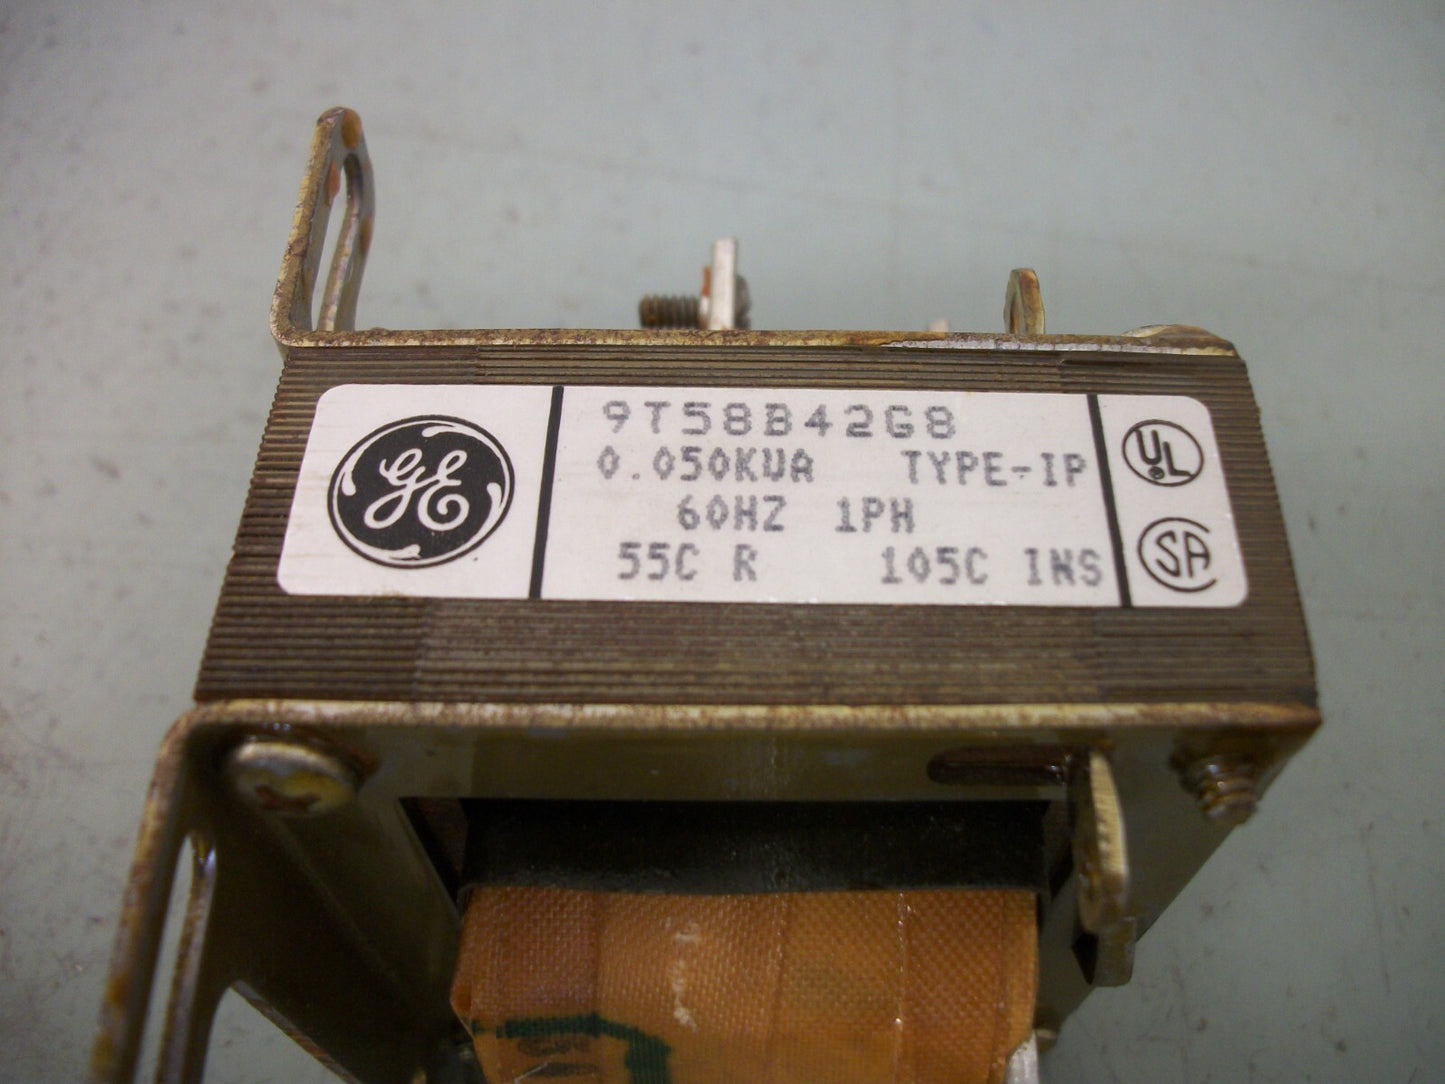 GE
9T58B42G8
0.050KVA TYPE-IP
60HZ 1PH
55C R 105C INS
UL
SA